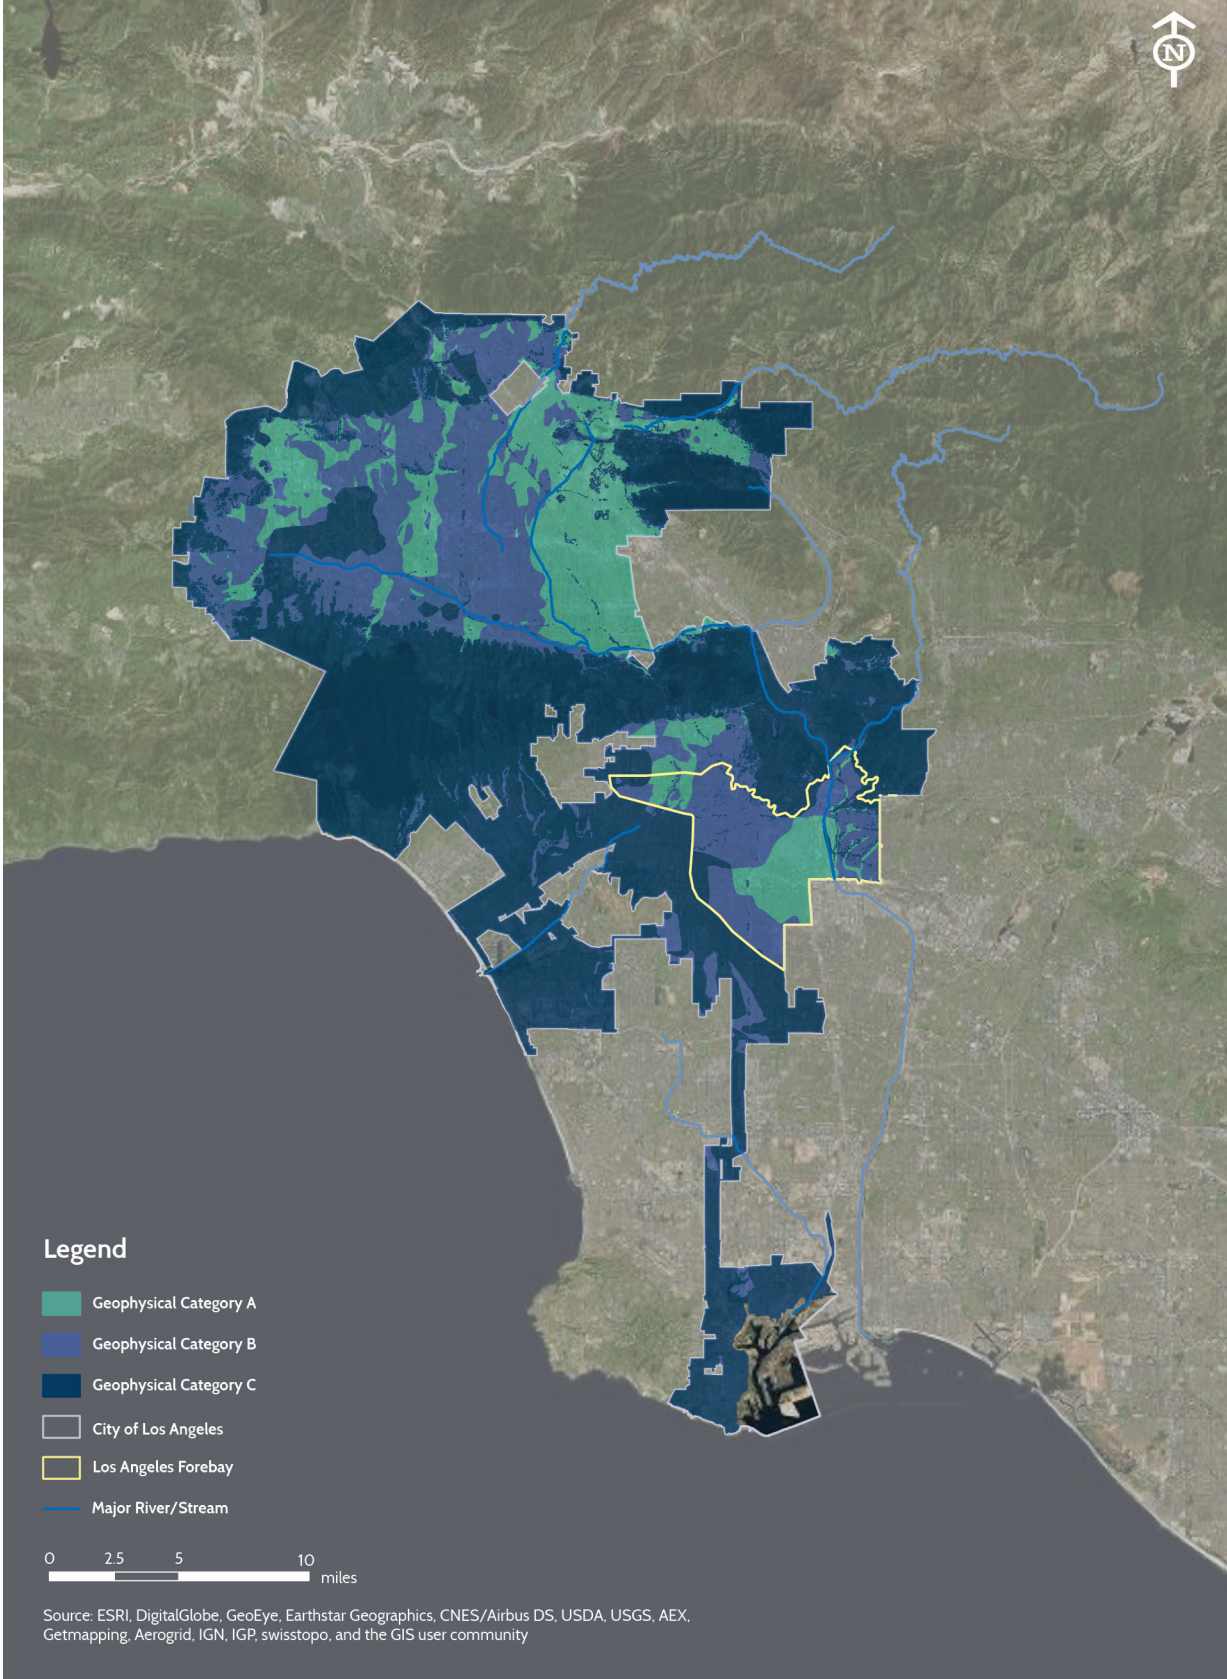 N
Legend
Geophysical Category A
Geophysical Category B
Geophysical Category C
City of Los Angeles
Los Angeles Forebay
Major River/Stream
0 2.5 5 10
miles
Source: ESRI, DigitalGlobe, GeoEye, Earthstar Geographics, CNES/Airbus DS, USDA, USGS, AEX,
Getmapping, Aerogrid, IGN, IGP, swisstopo, and the GIS user community